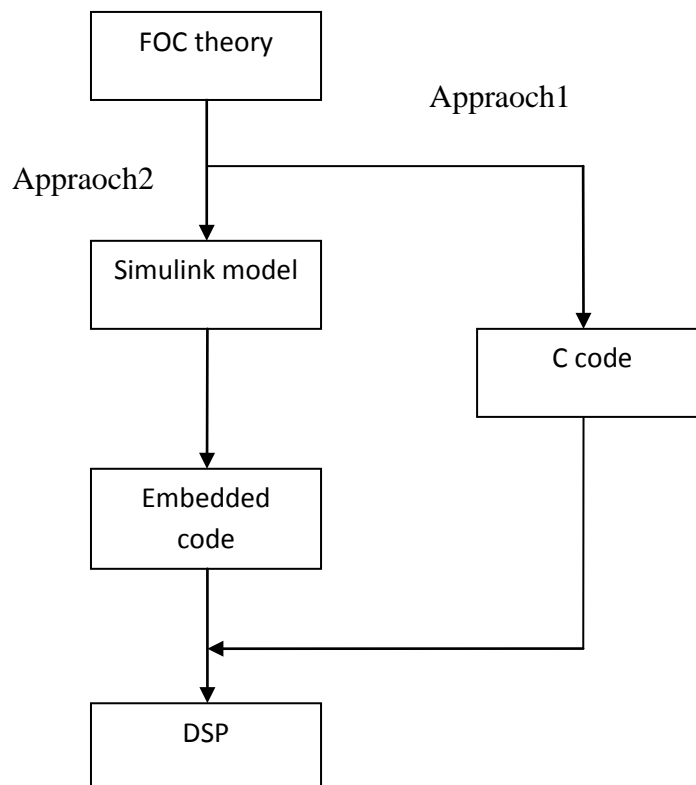 FOC theory
Appraoch1
Appraoch2
Simulink model
C code
Embedded
code
DSP